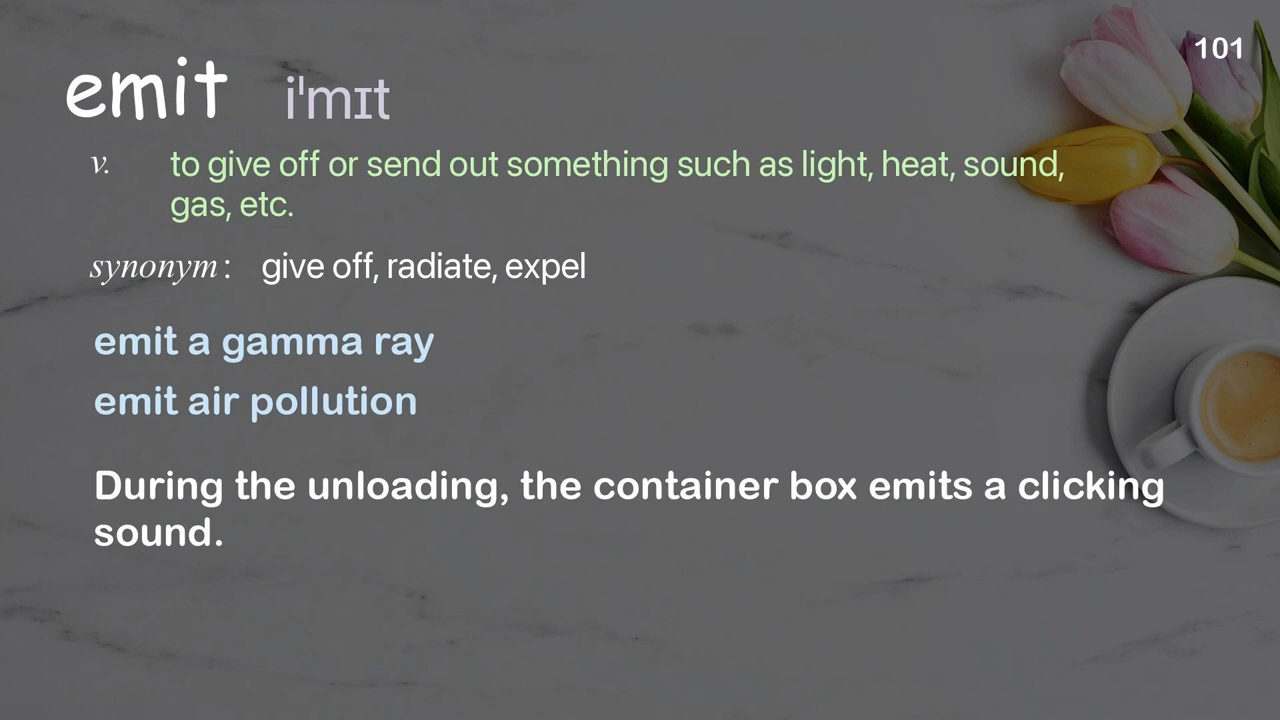 101
emit iˈmɪt
v. to give off or send out something such as light, heat, sound,
gas, etc.
synonym: give off, radiate, expel
emit a gamma ray
emit air pollution
During the unloading, the container box emits a clicking
sound.